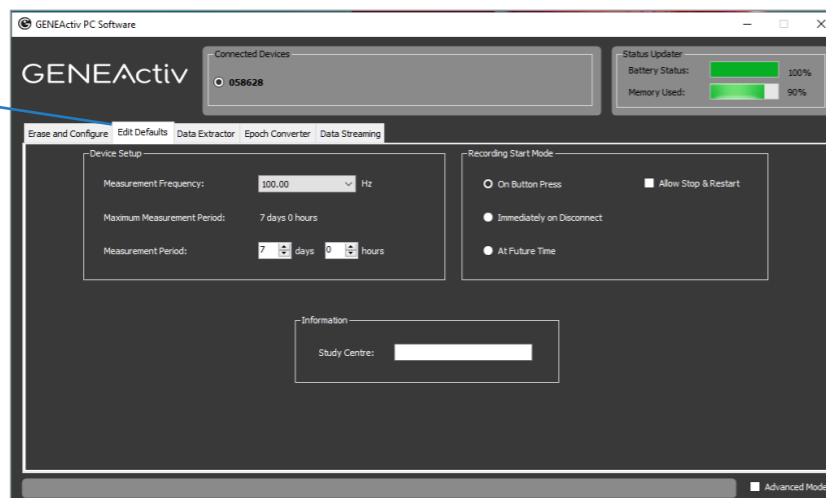 GENEActiv PC Software
GENEActiv
Connected Devices
058628
Status Updater
Battery Status: 100%
Memory Used: 90%
Erase and Configure Edit Defaults Data Extractor Epoch Converter Data Streaming
Device Setup
Measurement Frequency: 100.00 Hz
Maximum Measurement Period: 7 days 0 hours
Measurement Period: 7 days 0 hours
Recording Start Mode
On Button Press Allow Stop & Restart
Immediately on Disconnect
At Future Time
Information
Study Centre:
Advanced Mode